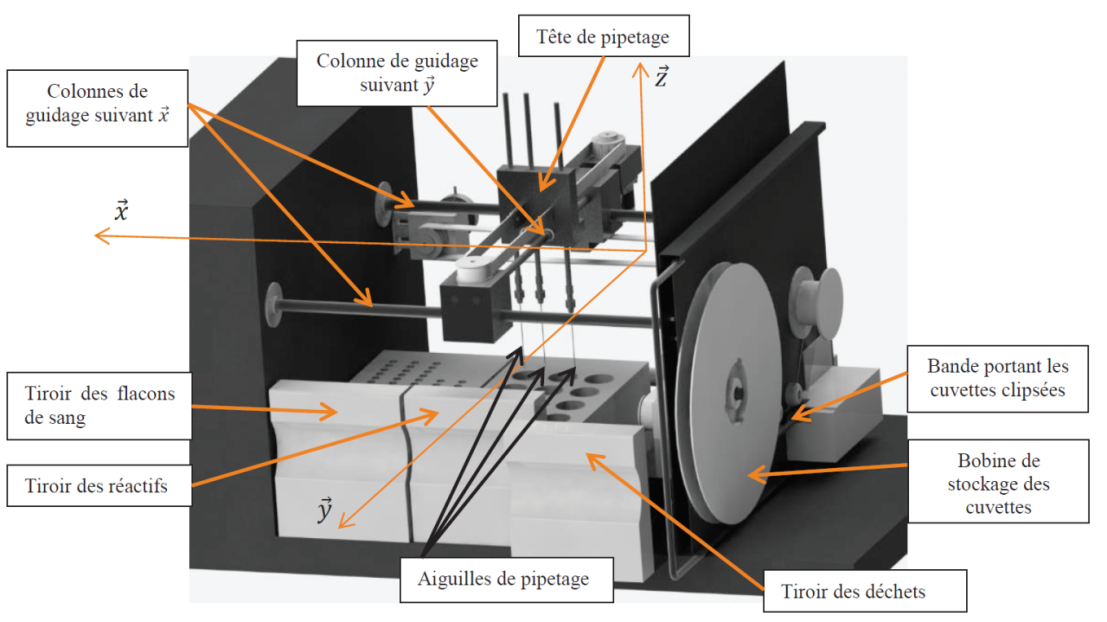 Tête de pipetage
Colonne de guidage
suivant y⃗
z⃗
Colonnes de
guidage suivant x⃗
x⃗
Tiroir des flacons
de sang
Bande portant les
cuvettes clipsées
Tiroir des réactifs
Bobine de
stockage des
cuvettes
y⃗
Aiguilles de pipetage
Tiroir des déchets